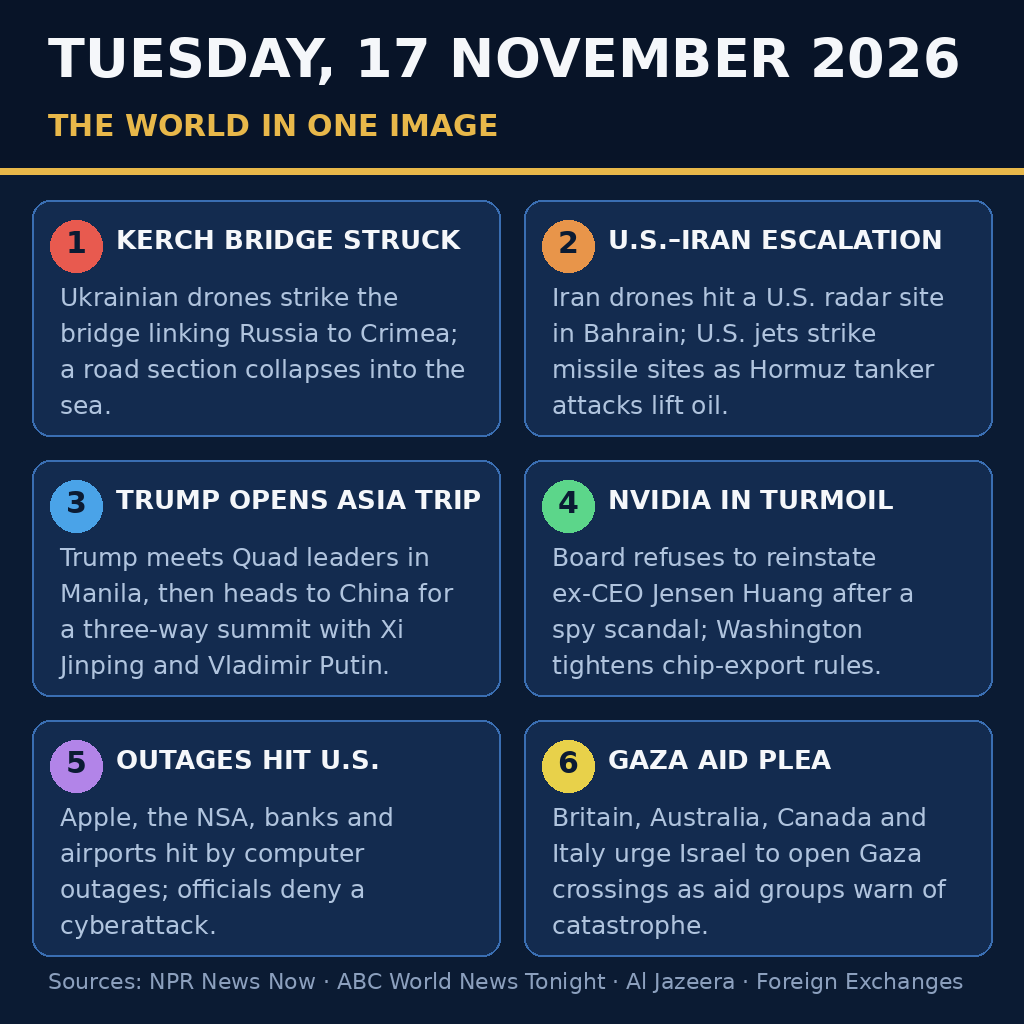 TUESDAY, 17 NOVEMBER 2026
THE WORLD IN ONE IMAGE
1 KERCH BRIDGE STRUCK
Ukrainian drones strike the
bridge linking Russia to Crimea;
a road section collapses into the
sea.
2 U.S.–IRAN ESCALATION
Iran drones hit a U.S. radar site
in Bahrain; U.S. jets strike
missile sites as Hormuz tanker
attacks lift oil.
3 TRUMP OPENS ASIA TRIP
Trump meets Quad leaders in
Manila, then heads to China for
a three-way summit with Xi
Jinping and Vladimir Putin.
4 NVIDIA IN TURMOIL
Board refuses to reinstate
ex-CEO Jensen Huang after a
spy scandal; Washington
tightens chip-export rules.
5 OUTAGES HIT U.S.
Apple, the NSA, banks and
airports hit by computer
outages; officials deny a
cyberattack.
6 GAZA AID PLEA
Britain, Australia, Canada and
Italy urge Israel to open Gaza
crossings as aid groups warn of
catastrophe.
Sources: NPR News Now · ABC World News Tonight · Al Jazeera · Foreign Exchanges